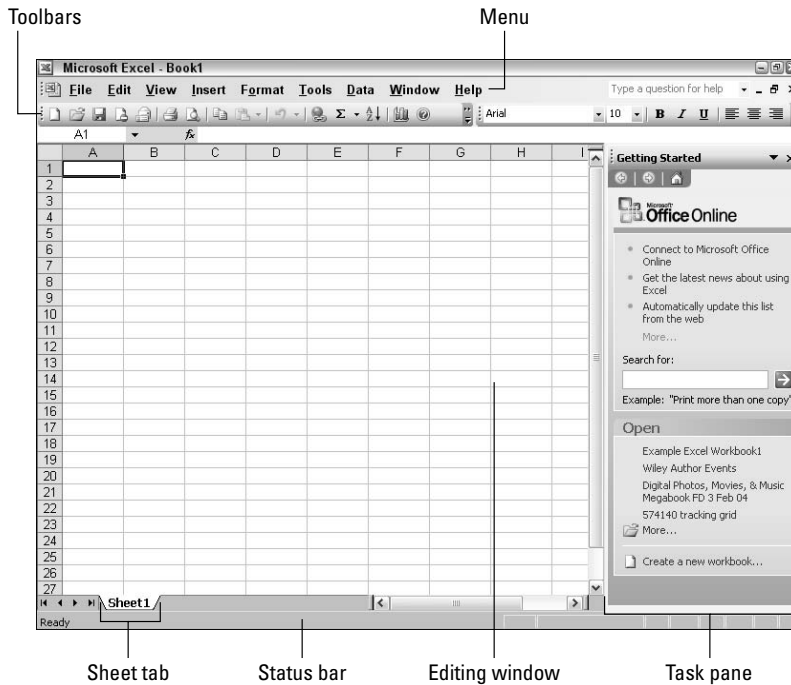 Toolbars
Menu
Microsoft Excel - Book1
File Edit View Insert Format Tools Data Window Help
Type a question for help
Arial
10
B I U
A1
fx
A B C D E F G H I
1
2
3
4
5
6
7
8
9
10
11
12
13
14
15
16
17
18
19
20
21
22
23
24
25
26
27
Getting Started
Microsoft
Office Online
Connect to Microsoft Office
Online
Get the latest news about using
Excel
Automatically update this list
from the web
More...
Search for:
Example: "Print more than one copy"
Open
Example Excel Workbook1
Wiley Author Events
Digital Photos, Movies, & Music
Megabook FD 3 Feb 04
574140 tracking grid
More...
Create a new workbook...
Sheet1
Ready
Sheet tab
Status bar
Editing window
Task pane